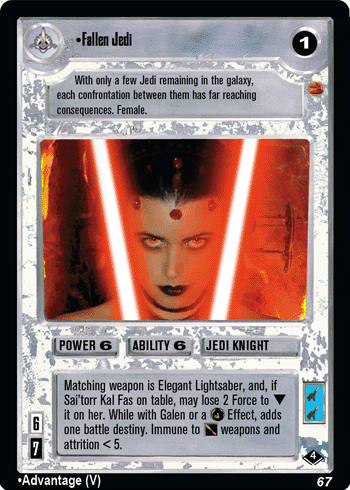 •Fallen Jedi
1
With only a few Jedi remaining in the galaxy,
each confrontation between them has far reaching
consequences. Female.
POWER 6
ABILITY 6
JEDI KNIGHT
Matching weapon is Elegant Lightsaber, and, if
Sai'torr Kal Fas on table, may lose 2 Force to ▼
it on her. While with Galen or a Effect, adds
one battle destiny. Immune to weapons and
attrition < 5.
6
7
4
•Advantage (V)
67